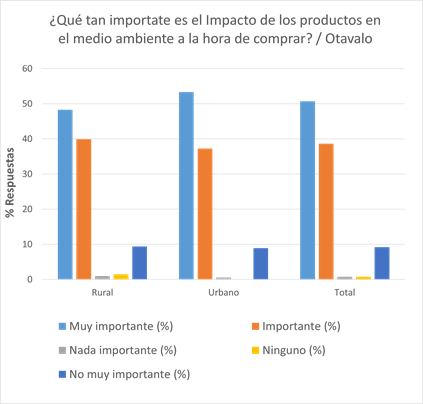 ¿Qué tan importate es el Impacto de los productos en
el medio ambiente a la hora de comprar? / Otavalo
% Respuestas
60
50
40
30
20
10
0
Rural Urbano Total
Muy importante (%) Importante (%)
Nada importante (%) Ninguno (%)
No muy importante (%)